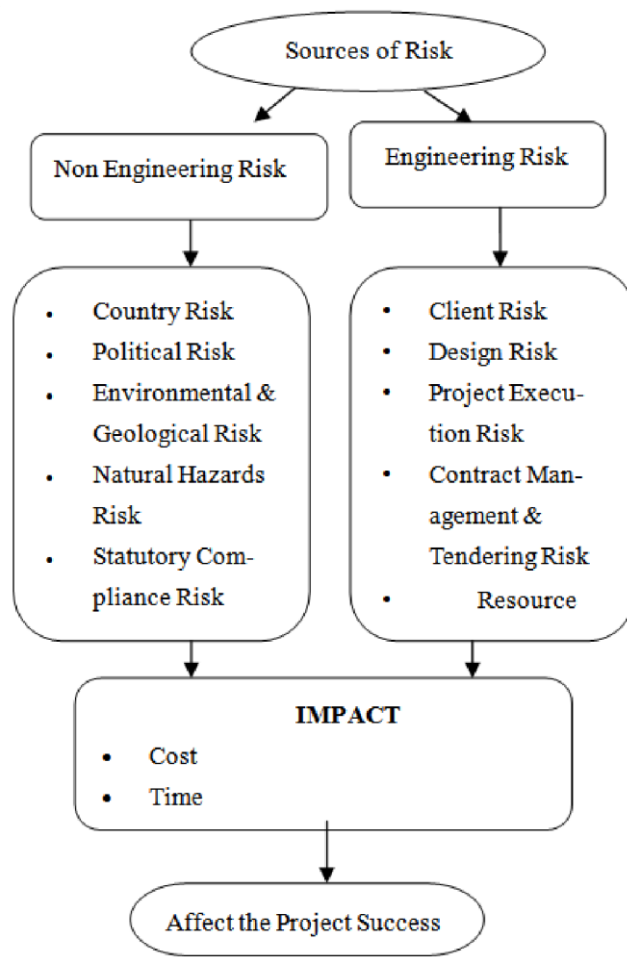 Sources of Risk
Non Engineering Risk
Engineering Risk
• Country Risk
• Political Risk
• Environmental &
Geological Risk
• Natural Hazards
Risk
• Statutory Com-
pliance Risk
• Client Risk
• Design Risk
• Project Execu-
tion Risk
• Contract Man-
agement &
Tendering Risk
• Resource
IMPACT
• Cost
• Time
Affect the Project Success